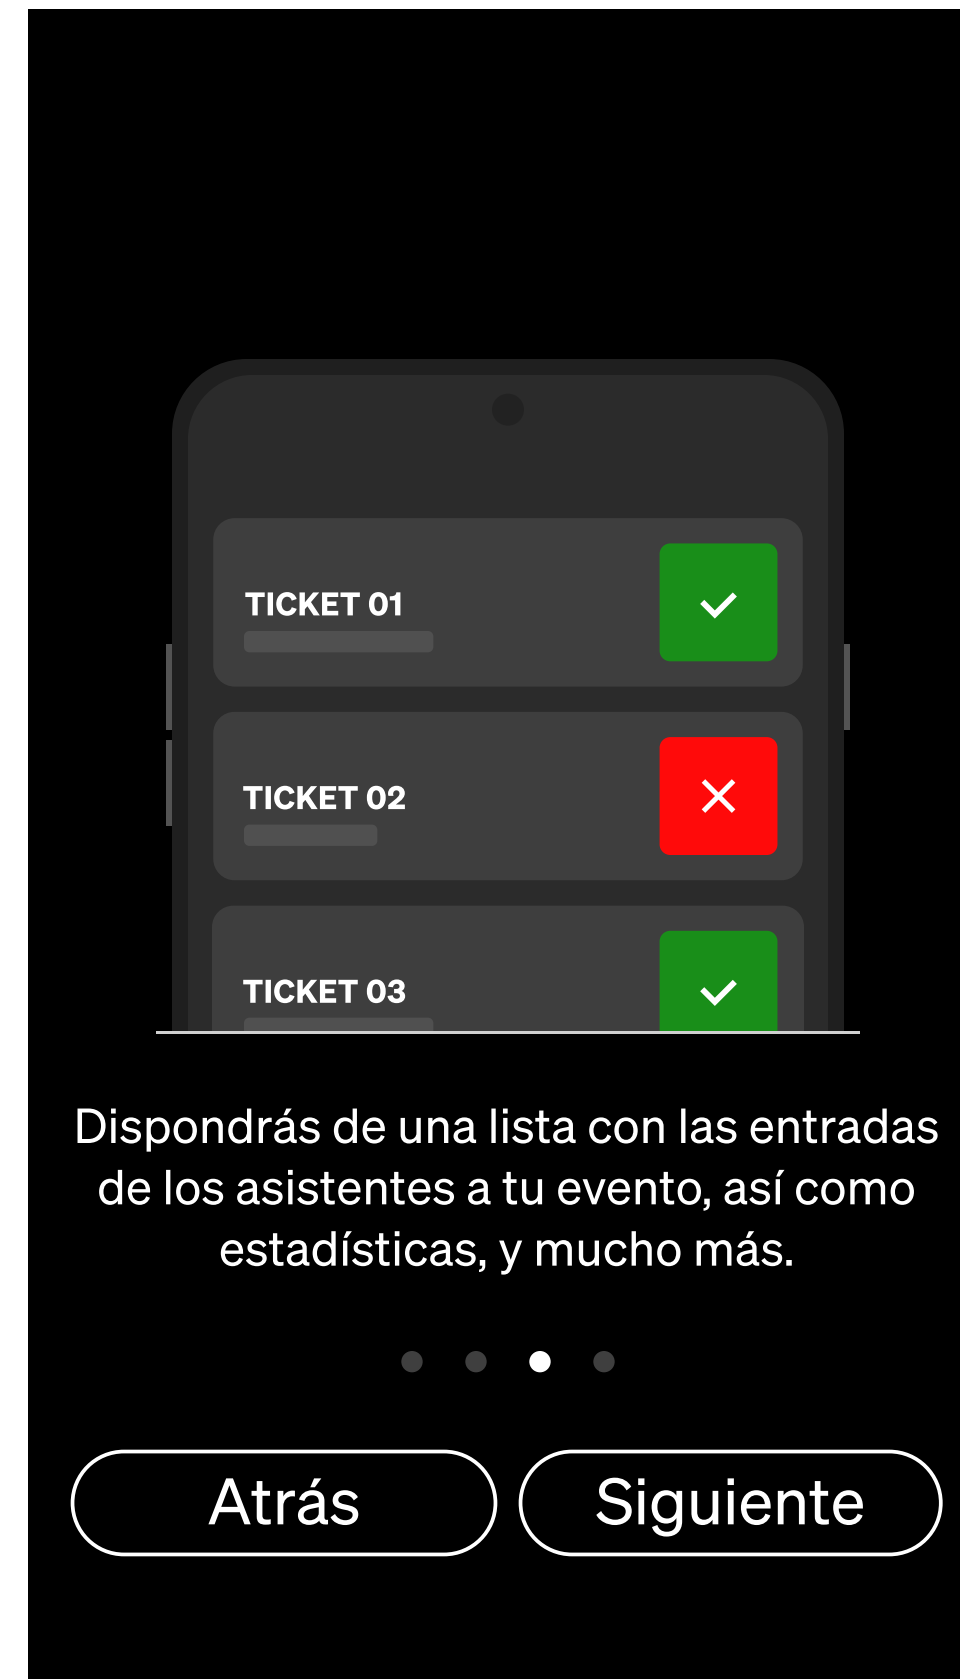 TICKET 01
TICKET 02
TICKET 03
Dispondrás de una lista con las entradas
de los asistentes a tu evento, así como
estadísticas, y mucho más.
Atrás
Siguiente